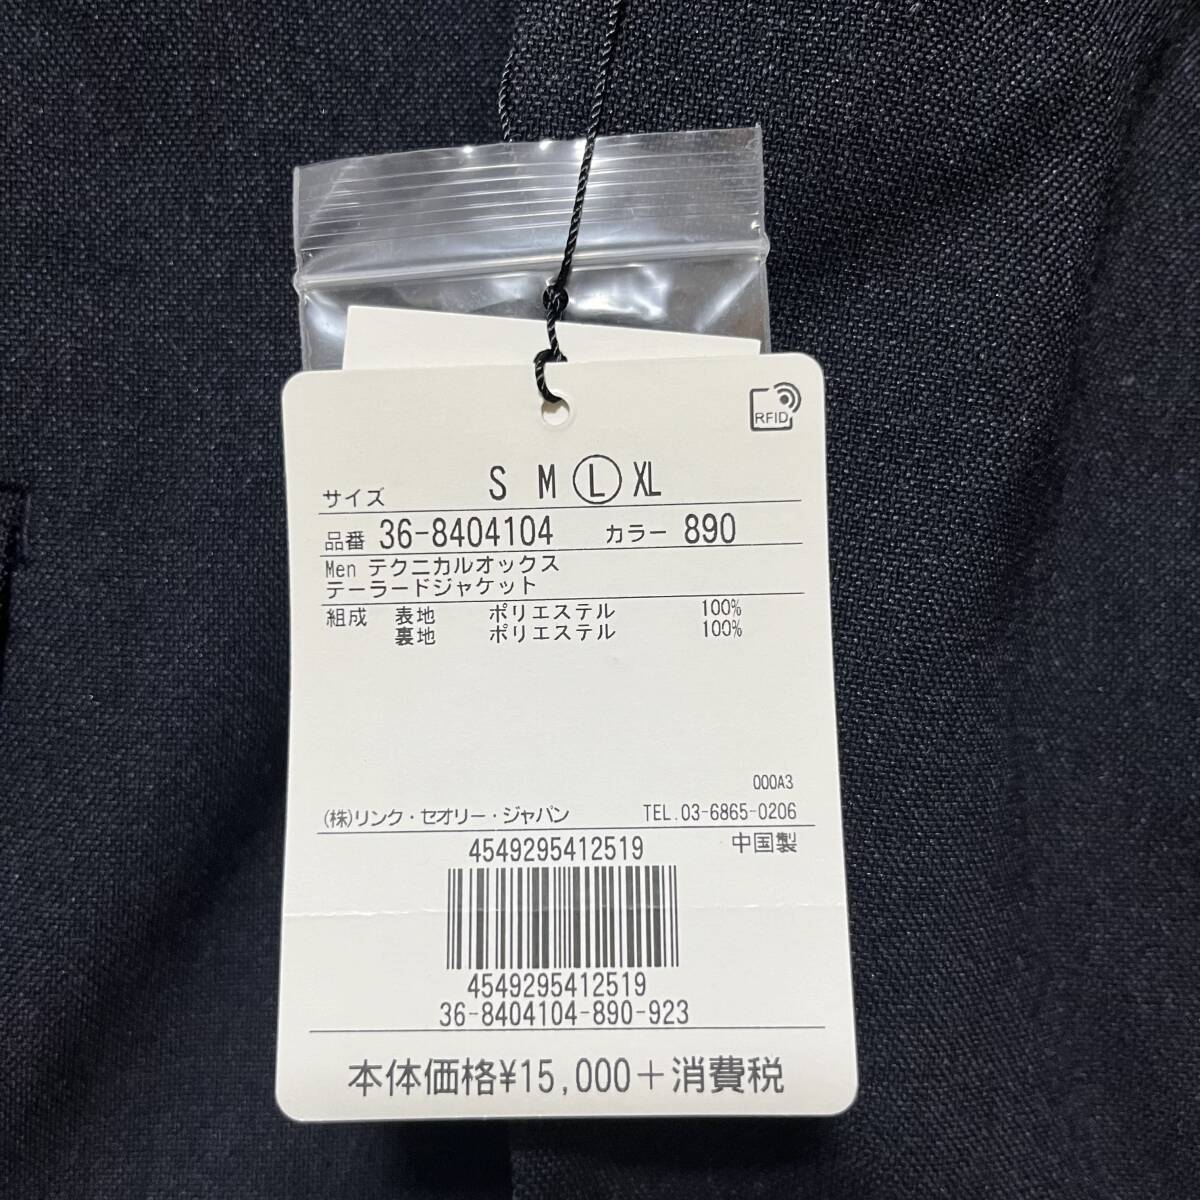 RFID
サイズ S M L XL
品番 36-8404104 カラー 890
Men テクニカルオックス
テーラードジャケット
組成 表地 ポリエステル 100%
裏地 ポリエステル 100%
000A3
(株)リンク・セオリー・ジャパン TEL.03-6865-0206
4549295412519 中国製
4549295412519
36-8404104-890-923
本体価格¥15,000＋消費税